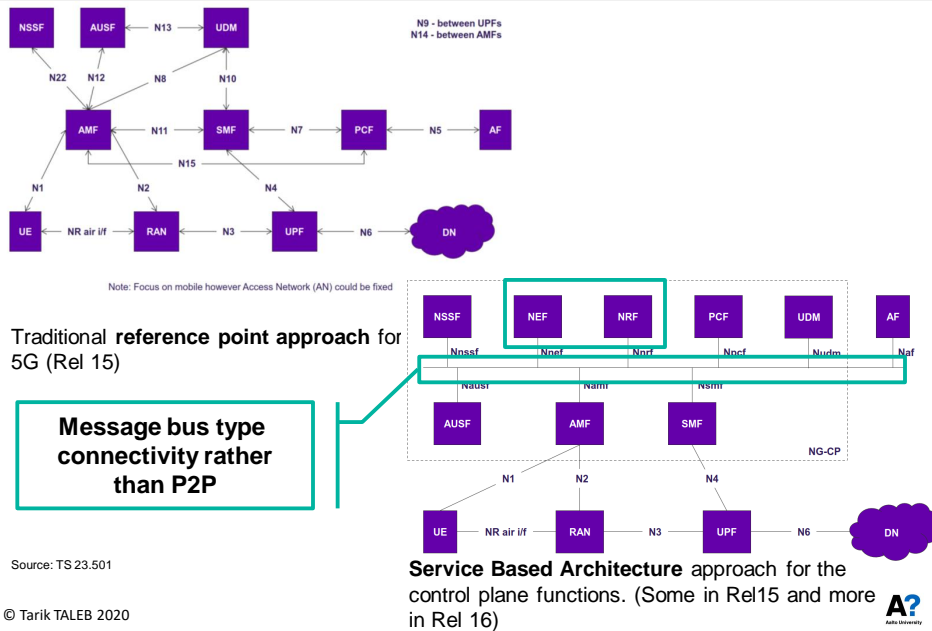 N9 - between UPFs
N14 - between AMFs
NSSF
AUSF
N13
UDM
N22
N12
N8
N10
AMF
N11
SMF
N7
PCF
N5
AF
N15
N1
N2
N4
UE
NR air i/f
RAN
N3
UPF
N6
DN
Note: Focus on mobile however Access Network (AN) could be fixed
Traditional reference point approach for
5G (Rel 15)
Message bus type
connectivity rather
than P2P
NSSF
NEF
NRF
PCF
UDM
AF
Nnssf
Nnef
Nnrf
Npcf
Nudm
Naf
Nausf
Namf
Nsmf
AUSF
AMF
SMF
NG-CP
N1
N2
N4
UE
NR air i/f
RAN
N3
UPF
N6
DN
Source: TS 23.501
Service Based Architecture approach for the
control plane functions. (Some in Rel15 and more
in Rel 16)
© Tarik TALEB 2020
A?
Aalto University